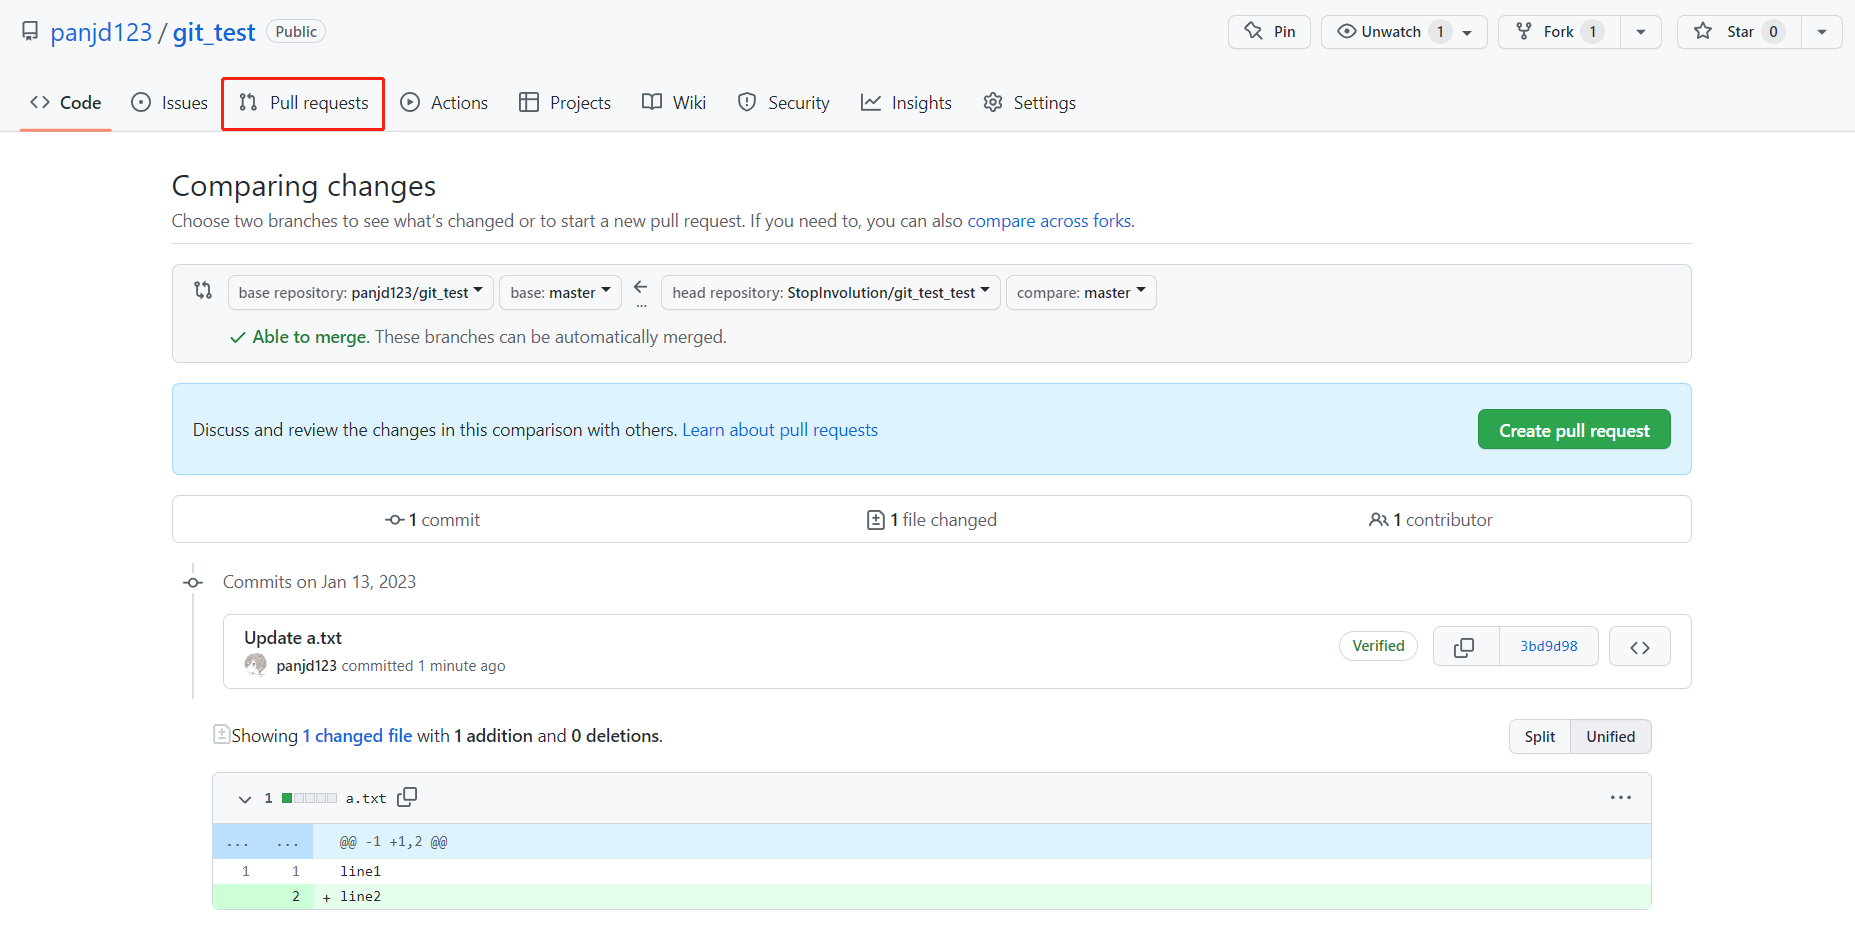 panjd123 / git_test Public Pin Unwatch 1 Fork 1 Star 0
Code Issues Pull requests Actions Projects Wiki Security Insights Settings
Comparing changes
Choose two branches to see what's changed or to start a new pull request. If you need to, you can also compare across forks.
base repository: panjd123/git_test base: master ← head repository: StopInvolution/git_test_test compare: master
...
Able to merge. These branches can be automatically merged.
Discuss and review the changes in this comparison with others. Learn about pull requests Create pull request
1 commit 1 file changed 1 contributor
Commits on Jan 13, 2023
Update a.txt
panjd123 committed 1 minute ago Verified 3bd9d98
Showing 1 changed file with 1 addition and 0 deletions. Split Unified
1 a.txt ...
... ... @@ -1 +1,2 @@
1 1 line1
2 + line2